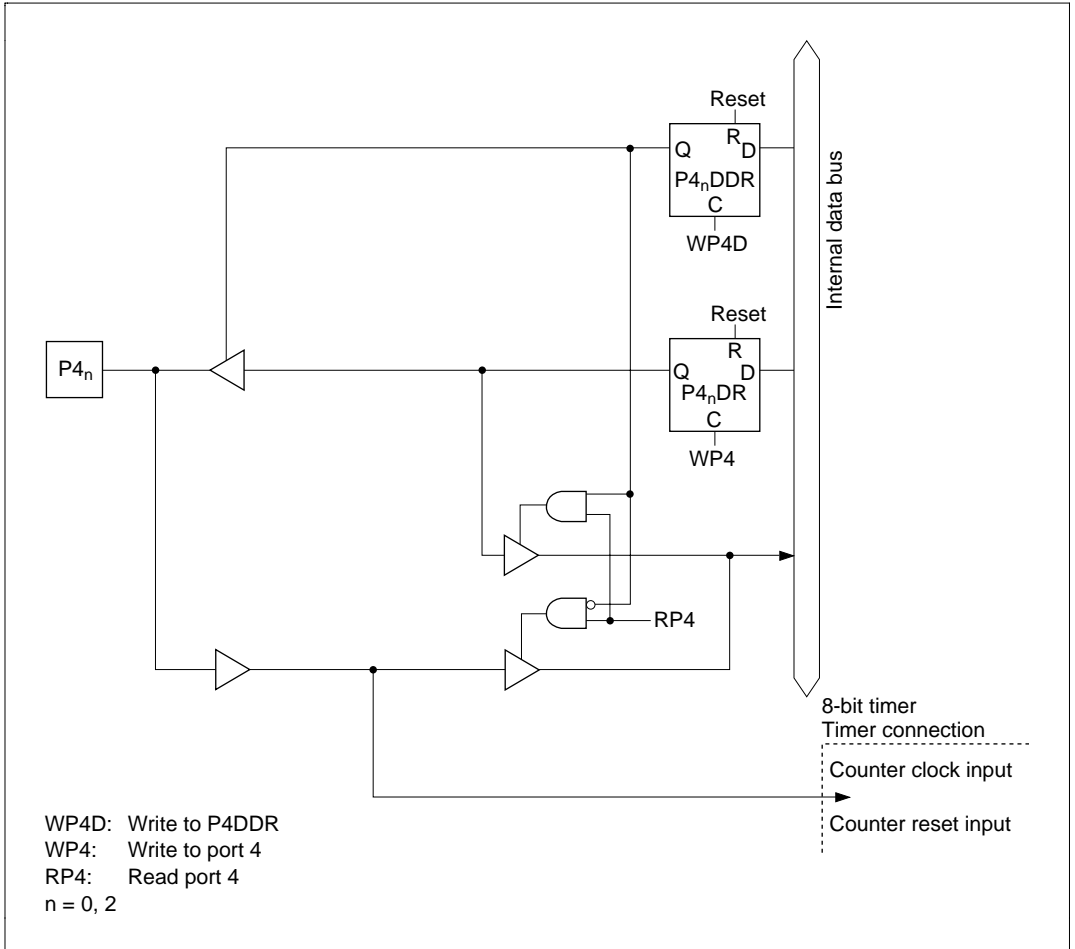 Reset
R
Q
D
P4nDDR
C
WP4D
Internal data bus
Reset
R
P4n
Q
D
P4nDR
C
WP4
RP4
8-bit timer
Timer connection
Counter clock input
Counter reset input
WP4D: Write to P4DDR
WP4: Write to port 4
RP4: Read port 4
n = 0, 2